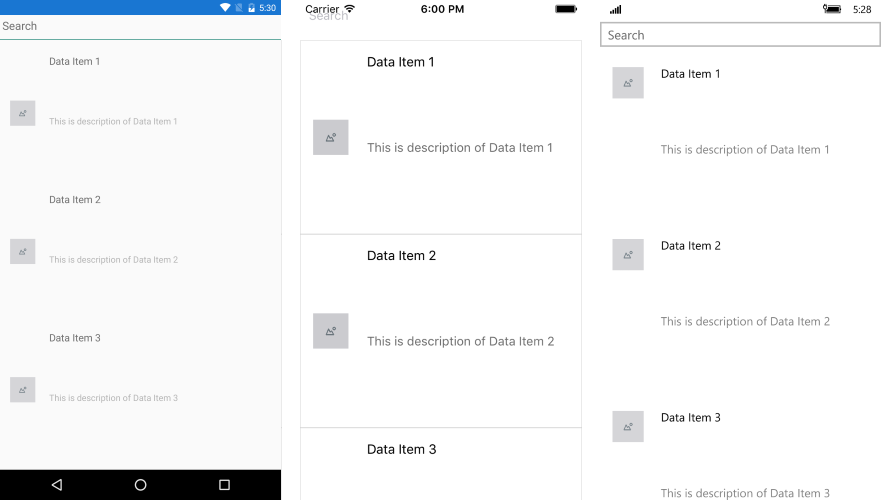 5:30
Search
Data Item 1
This is description of Data Item 1
Data Item 2
This is description of Data Item 2
Data Item 3
This is description of Data Item 3
Carrier 6:00 PM
Search
Data Item 1
This is description of Data Item 1
Data Item 2
This is description of Data Item 2
Data Item 3
5:28
Search
Data Item 1
This is description of Data Item 1
Data Item 2
This is description of Data Item 2
Data Item 3
This is description of Data Item 3